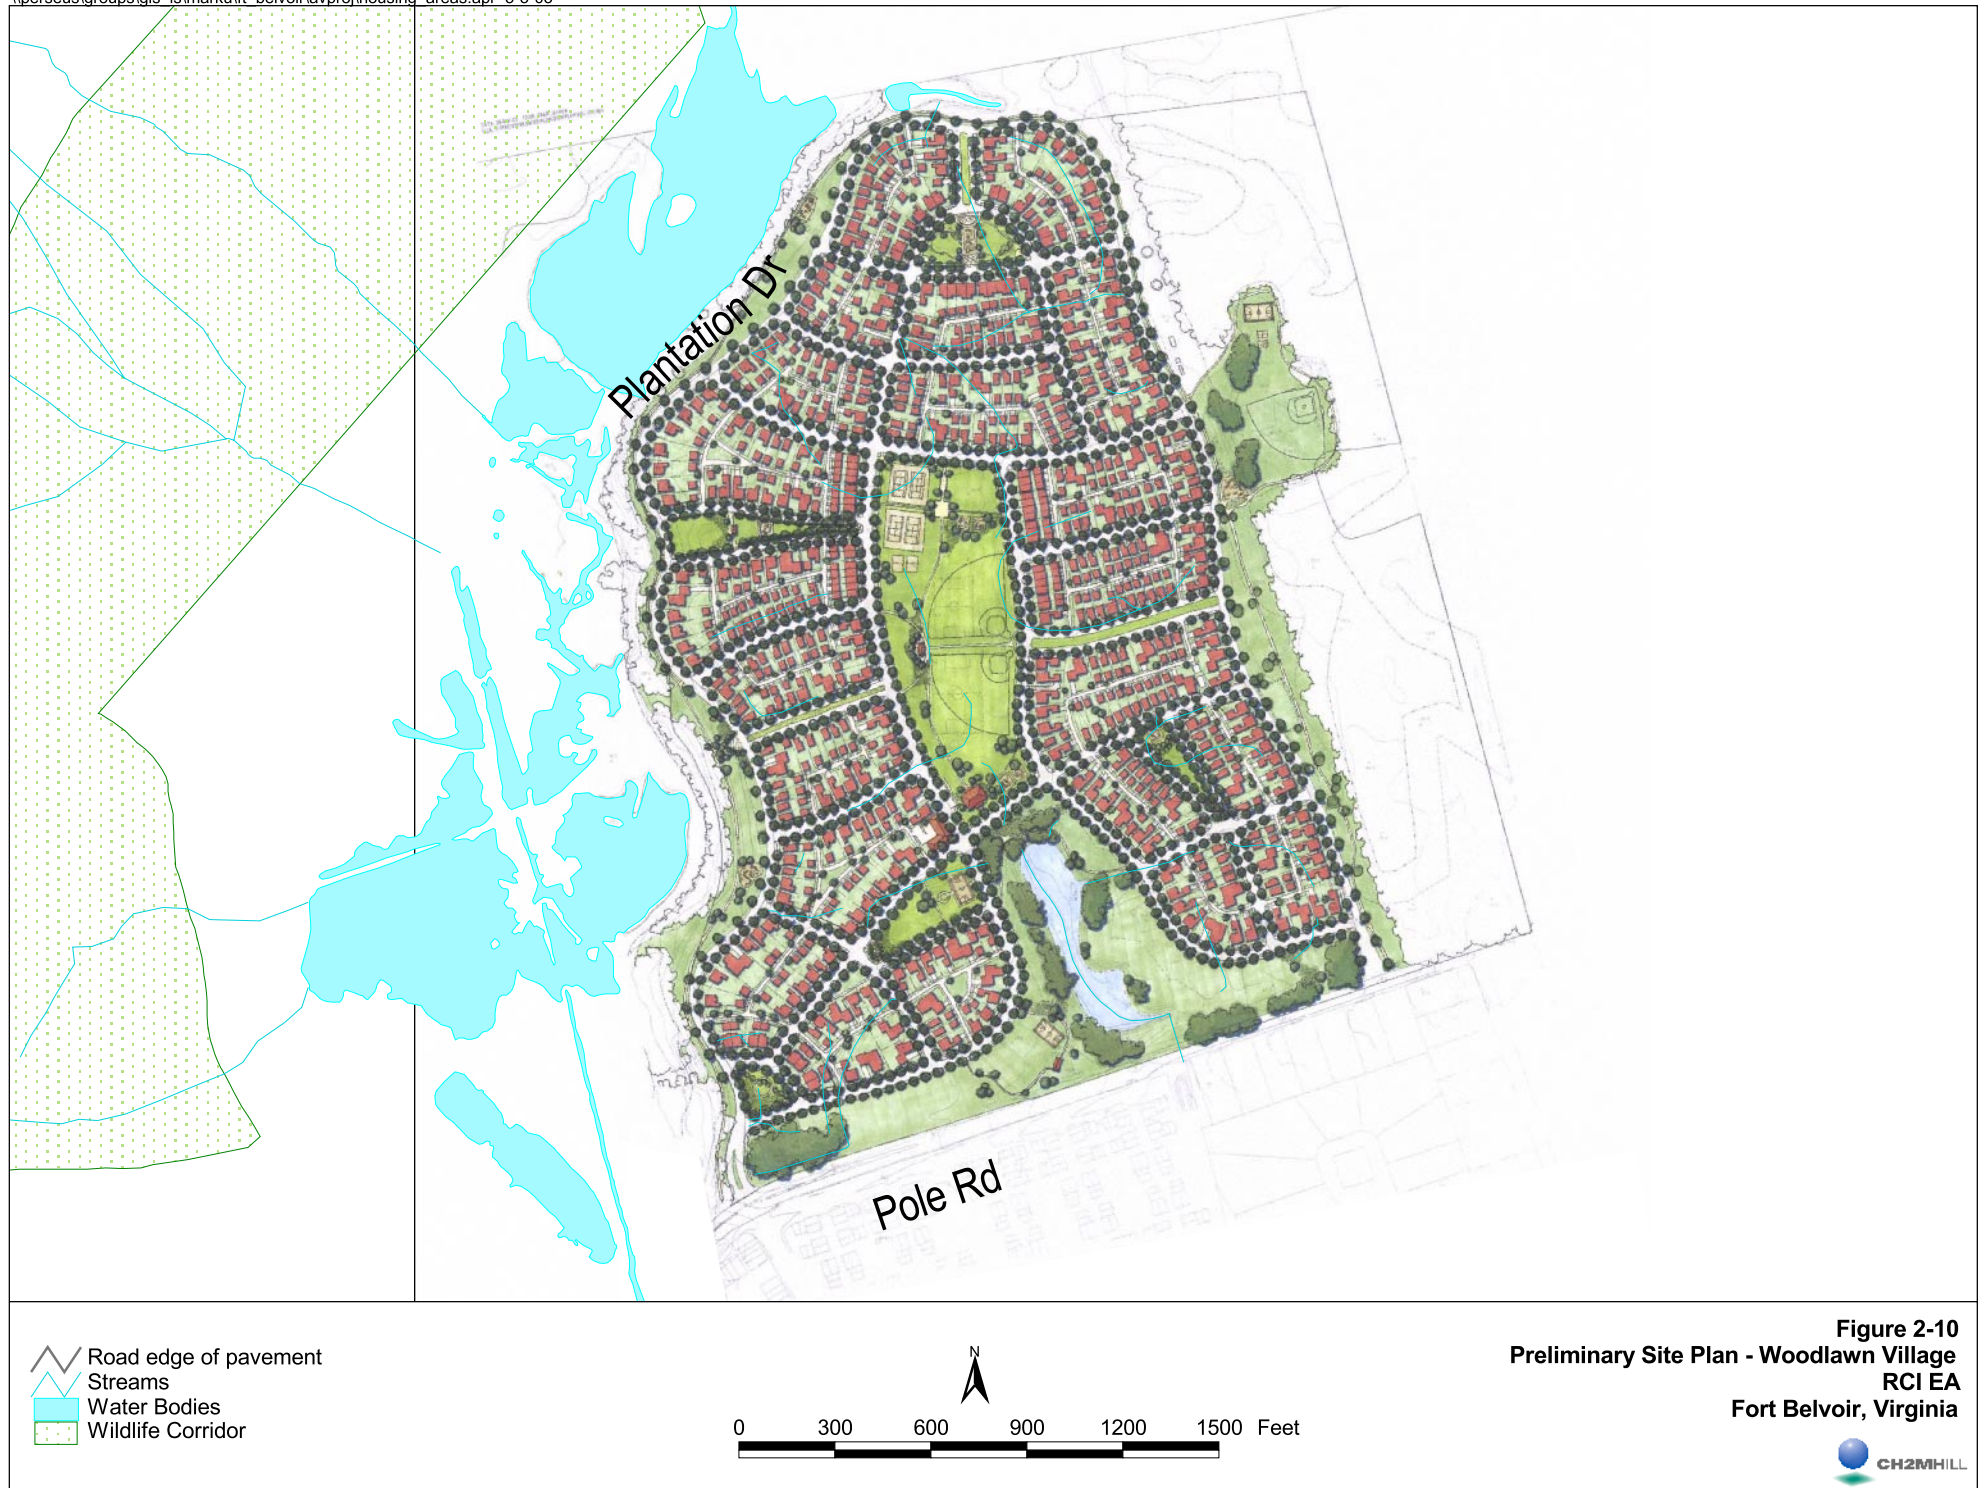 Plantation Dr
Pole Rd
Road edge of pavement
Streams
Water Bodies
Wildlife Corridor
N
0 300 600 900 1200 1500 Feet
Figure 2-10
Preliminary Site Plan - Woodlawn Village
RCI EA
Fort Belvoir, Virginia
CH2MHILL